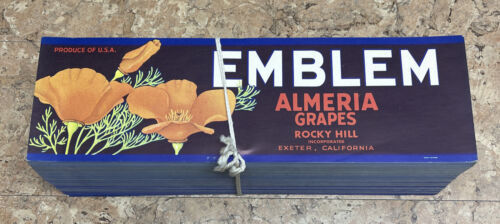 PRODUCE OF U.S.A.
EMBLEM
ALMERIA
GRAPES
ROCKY HILL
INCORPORATED
EXETER, CALIFORNIA